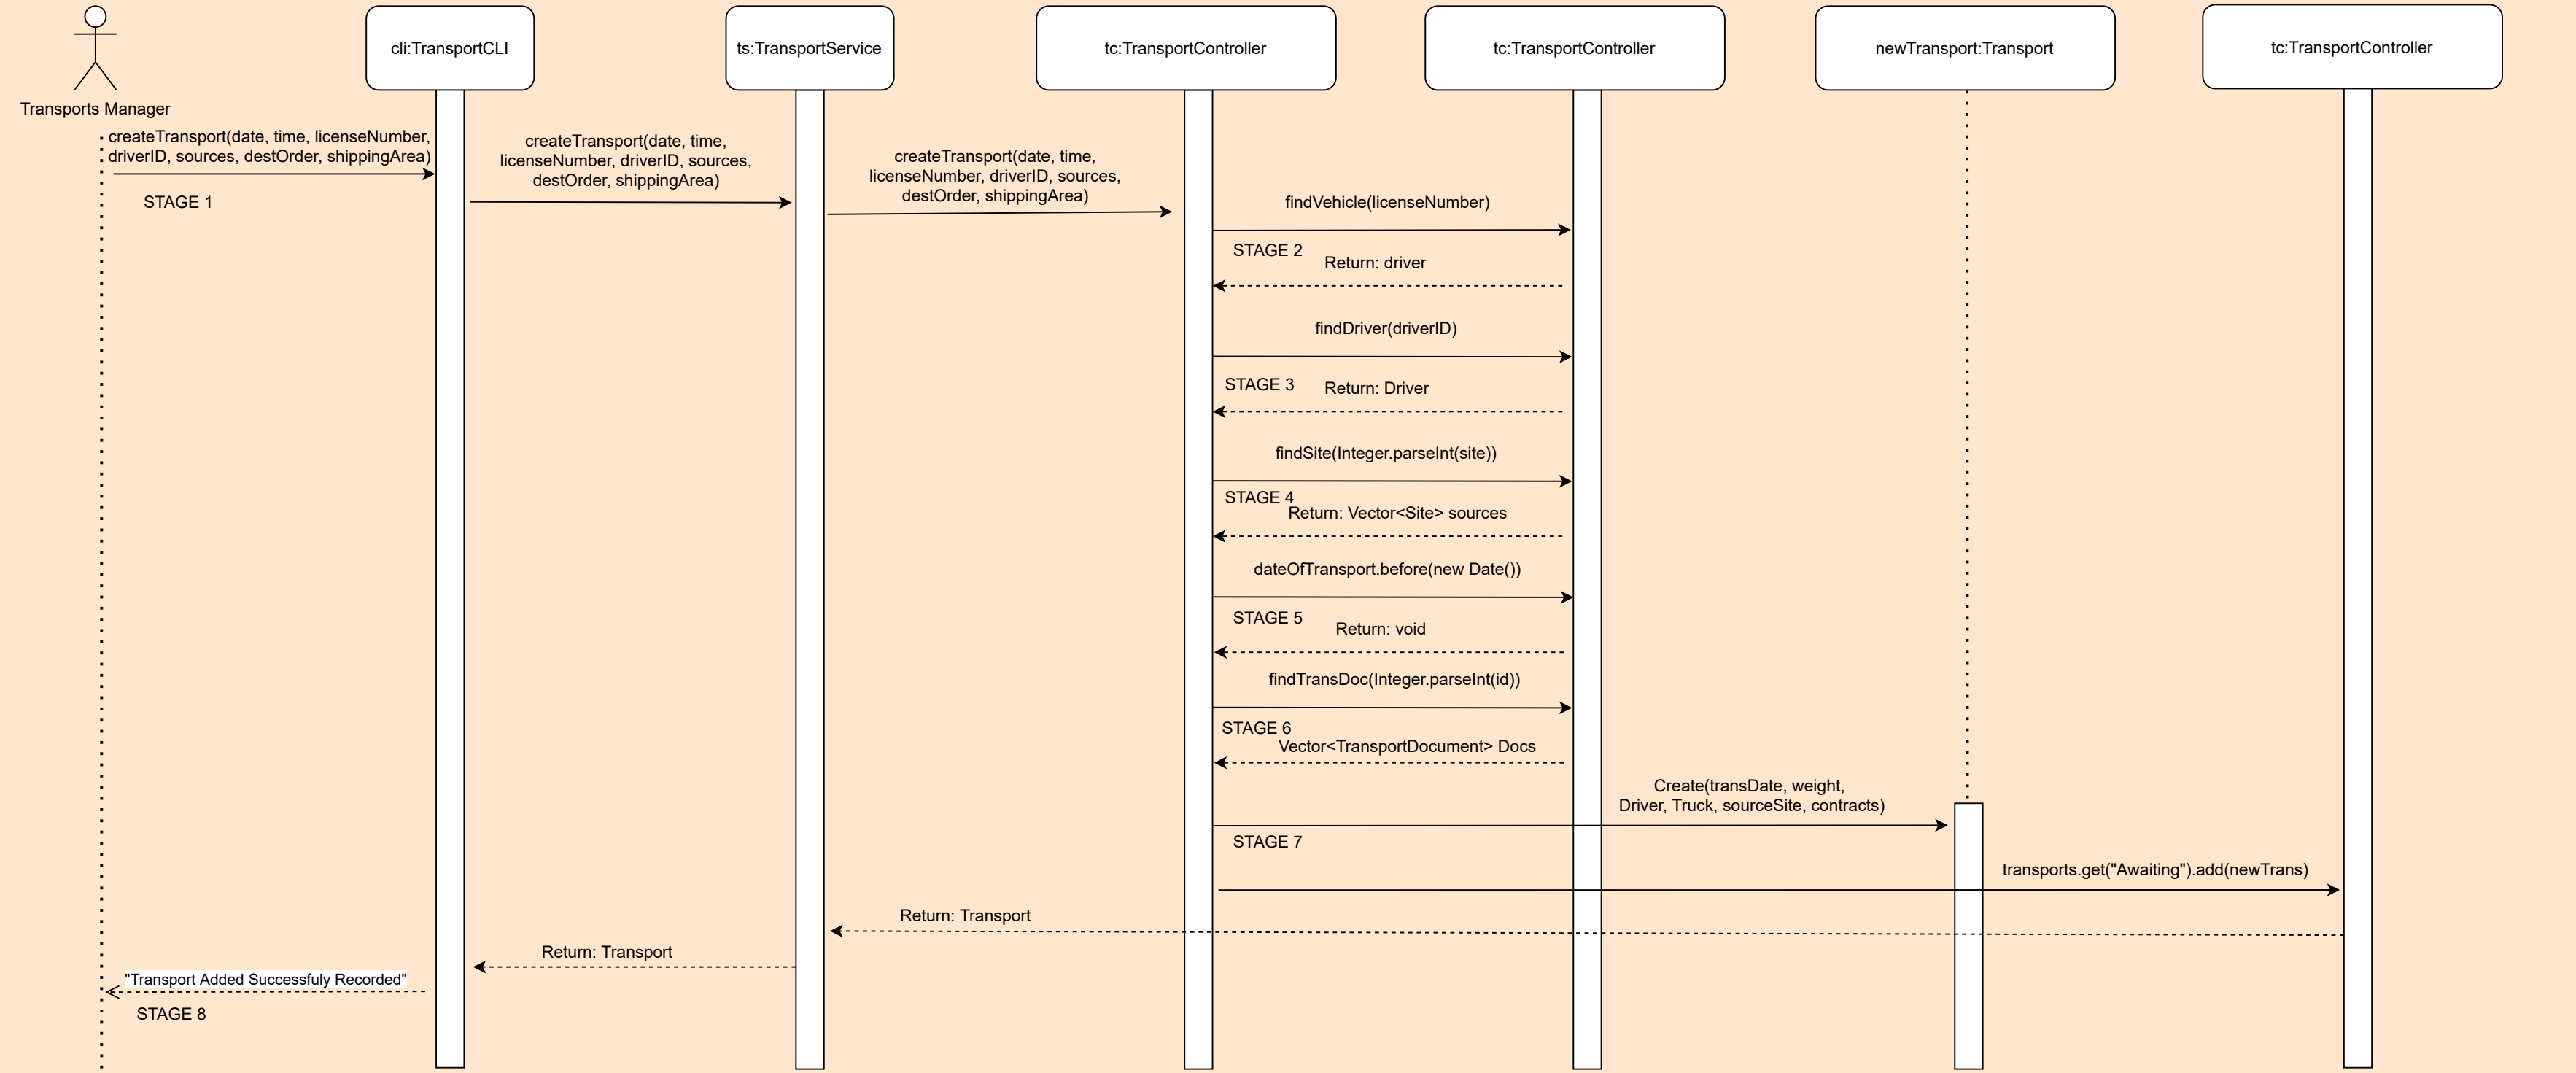 cli:TransportCLI
ts:TransportService
tc:TransportController
tc:TransportController
newTransport:Transport
tc:TransportController
Transports Manager
createTransport(date, time, licenseNumber,
driverID, sources, destOrder, shippingArea)
STAGE 1
createTransport(date, time,
licenseNumber, driverID, sources,
destOrder, shippingArea)
createTransport(date, time,
licenseNumber, driverID, sources,
destOrder, shippingArea)
findVehicle(licenseNumber)
STAGE 2
Return: driver
findDriver(driverID)
STAGE 3
Return: Driver
findSite(Integer.parseInt(site))
STAGE 4
Return: Vector<Site> sources
dateOfTransport.before(new Date())
STAGE 5
Return: void
findTransDoc(Integer.parseInt(id))
STAGE 6
Vector<TransportDocument> Docs
Create(transDate, weight,
Driver, Truck, sourceSite, contracts)
STAGE 7
transports.get("Awaiting").add(newTrans)
Return: Transport
Return: Transport
"Transport Added Successfuly Recorded"
STAGE 8